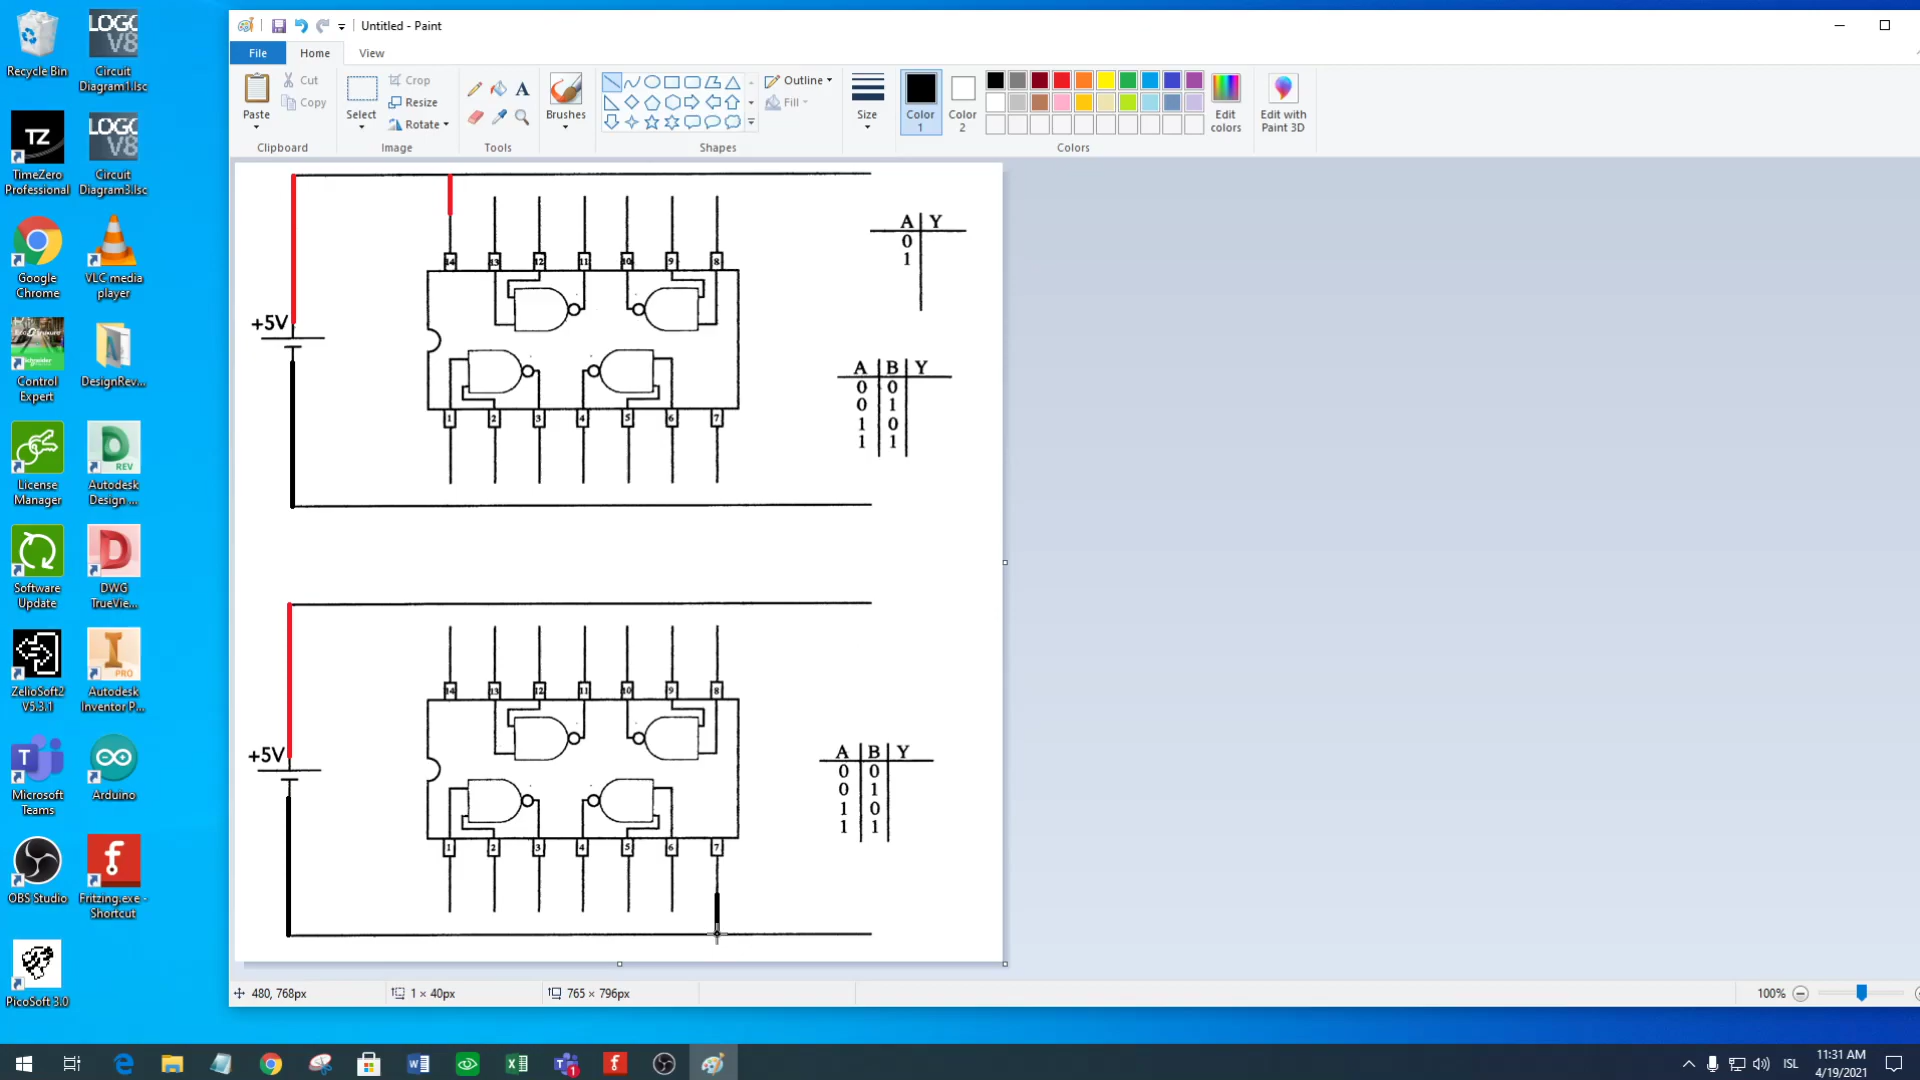 Recycle Bin
LOGO V8
Circuit Diagram1.lsc
TZ
TimeZero Professional
LOGO V8
Circuit Diagram3.lsc
Google Chrome
VLC media player
Control Expert
DesignRev...
License Manager
REV
Autodesk Design ...
Software Update
DWG TrueVie...
ZelioSoft2 V5.3.1
PRO
Autodesk Inventor P...
Microsoft Teams
Arduino
OBS Studio
Fritzing.exe - Shortcut
PicoSoft 3.0
Untitled - Paint
File Home View
Paste
Cut
Copy
Clipboard
Select
Crop
Resize
Rotate
Image
A
Tools
Brushes
Shapes
Outline
Fill
Size
Color 1
Color 2
Edit colors
Colors
Edit with Paint 3D
+5V
14 13 12 11 10 9 8
1 2 3 4 5 6 7
A Y
0
1
A B Y
0 0
0 1
1 0
1 1
+5V
14 13 12 11 10 9 8
1 2 3 4 5 6 7
A B Y
0 0
0 1
1 0
1 1
480, 768px
1 × 40px
765 × 796px
100%
ISL
11:31 AM
4/19/2021